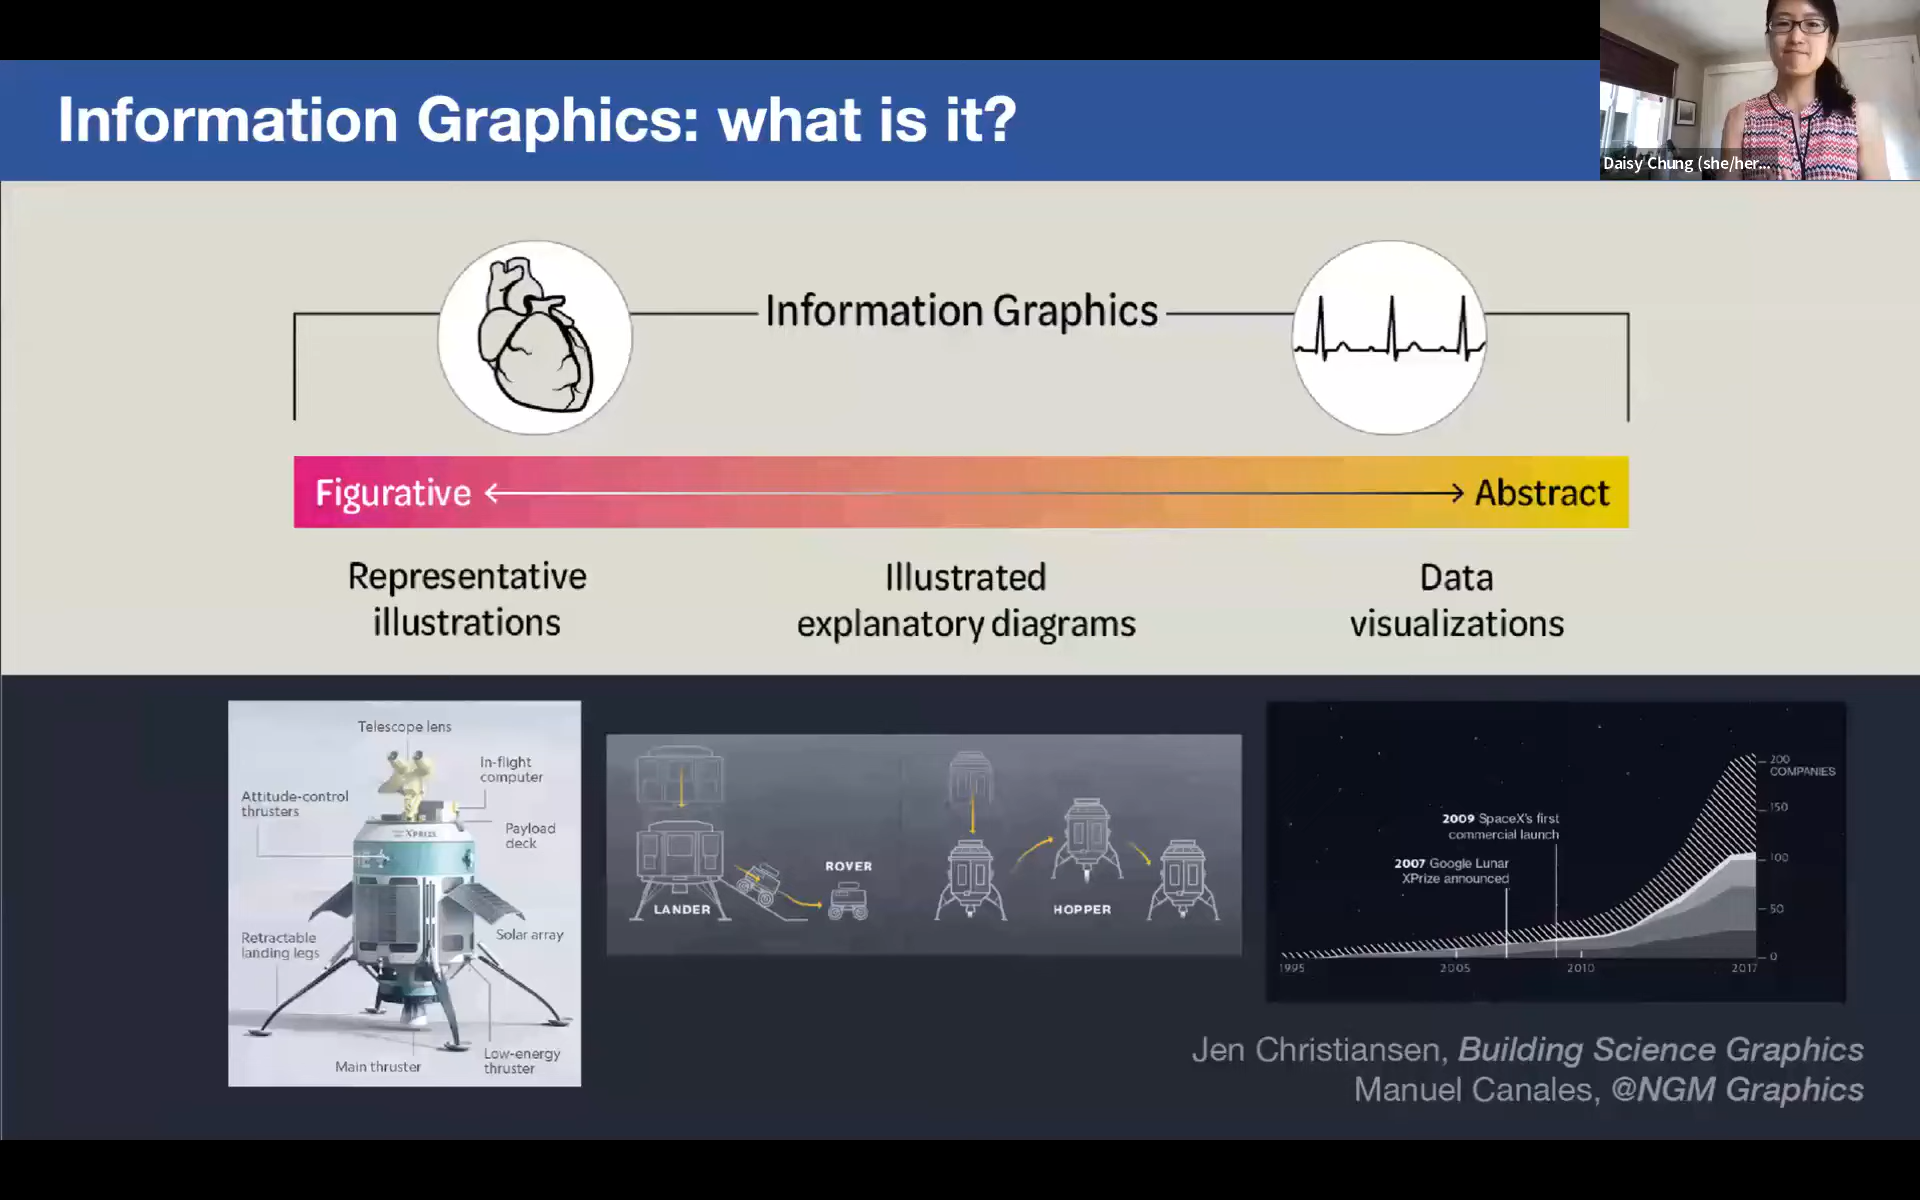 Information Graphics: what is it?
Daisy Chung (she/her...
Information Graphics
Figurative
Abstract
Representative
illustrations
Illustrated
explanatory diagrams
Data
visualizations
Telescope lens
In-flight
computer
Attitude-control
thrusters
Payload
deck
XPRIZE
Retractable
landing legs
Solar array
Main thruster
Low-energy
thruster
LANDER
ROVER
HOPPER
200
COMPANIES
150
100
50
0
2009 SpaceX's first
commercial launch
2007 Google Lunar
XPrize announced
1995
2005
2010
2017
Jen Christiansen, Building Science Graphics
Manuel Canales, @NGM Graphics